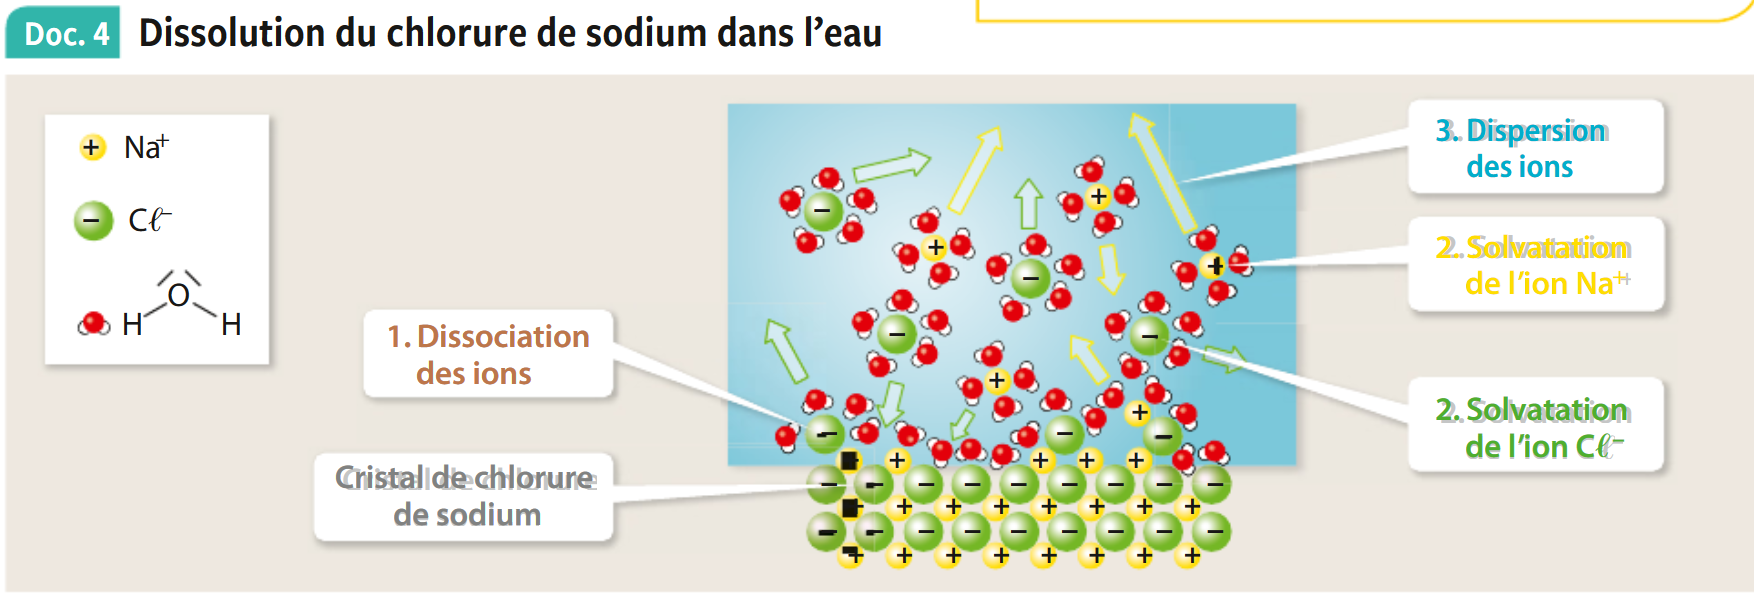 Doc. 4 Dissolution du chlorure de sodium dans l'eau
+ Na⁺
− Cℓ⁻
O
H H
1. Dissociation
des ions
Cristal de chlorure
de sodium
3. Dispersion
des ions
2. Solvatation
de l'ion Na⁺
2. Solvatation
de l'ion Cℓ⁻